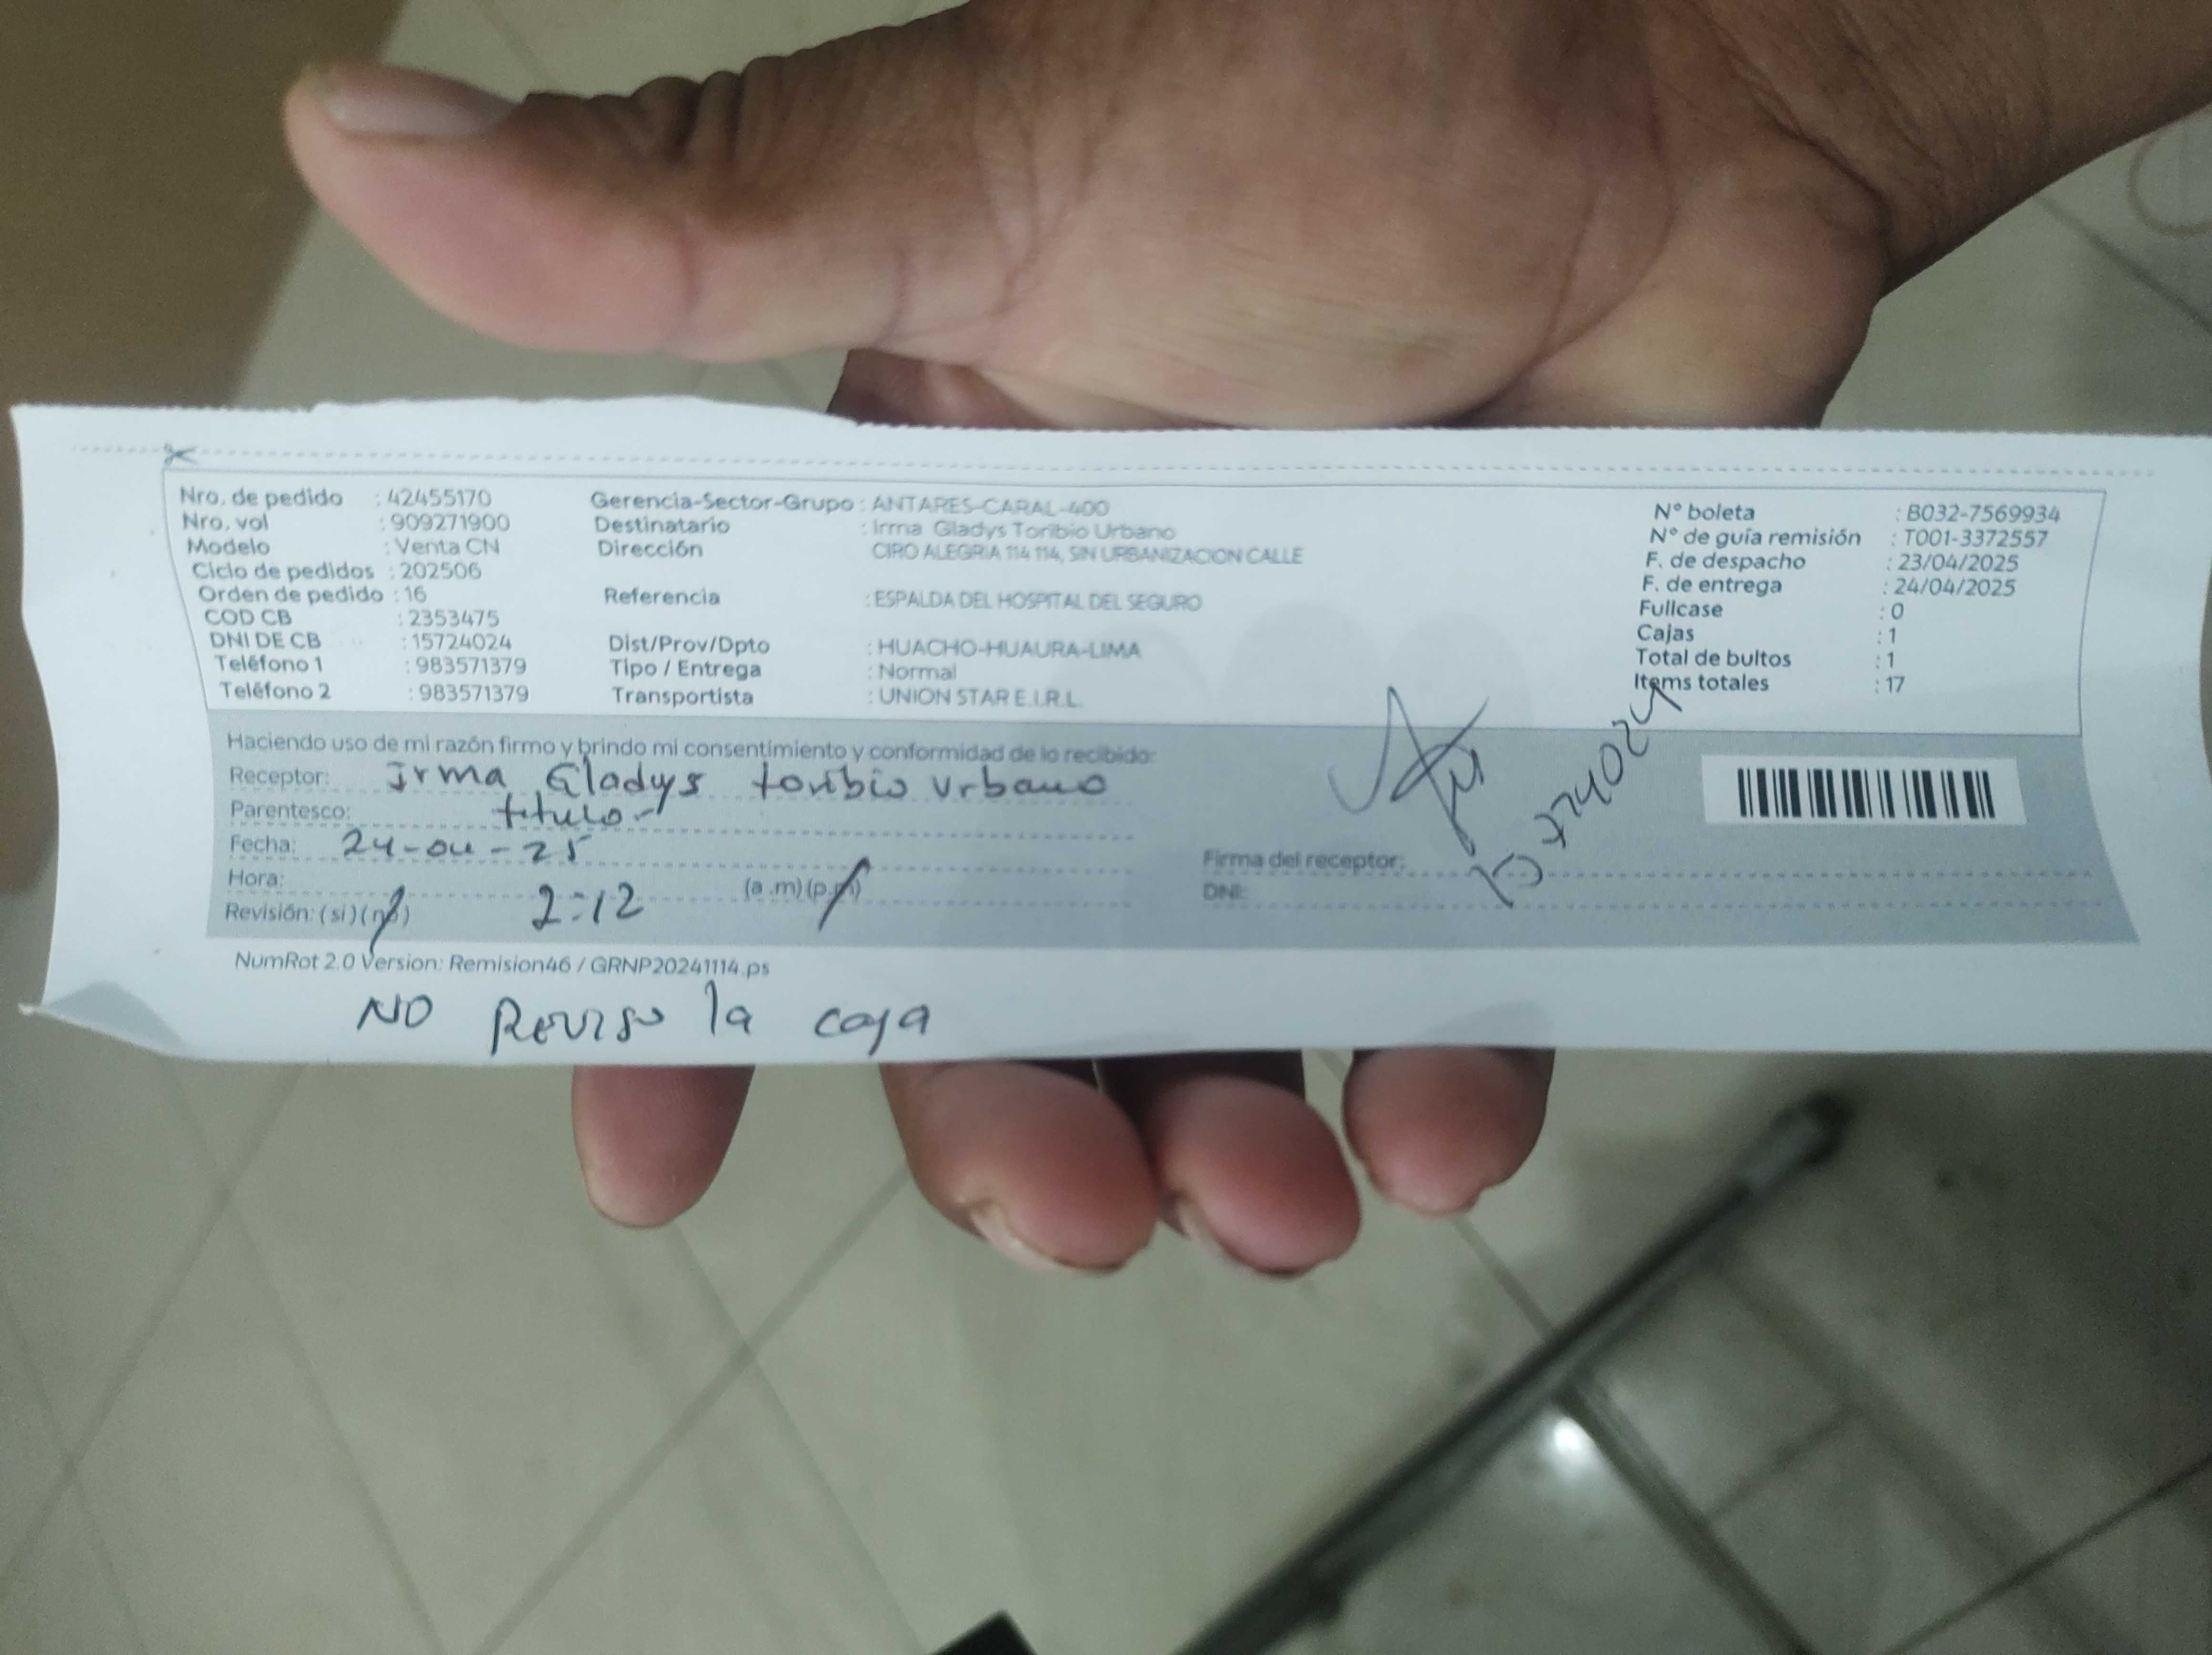 Nro. de pedido : 42455170
Nro. vol : 909271900
Modelo : Venta CN
Ciclo de pedidos : 202506
Orden de pedido : 16
COD CB : 2353475
DNI DE CB : 15724024
Teléfono 1 : 983571379
Teléfono 2 : 983571379
Gerencia-Sector-Grupo : ANTARES-CARAL-400
Destinatario : Irma Gladys Toribio Urbano
Dirección CIRO ALEGRIA 114 114, SIN URBANIZACION CALLE
Referencia : ESPALDA DEL HOSPITAL DEL SEGURO
Dist/Prov/Dpto : HUACHO-HUAURA-LIMA
Tipo / Entrega : Normal
Transportista : UNION STAR E.I.R.L.
N° boleta : B032-7569934
N° de guía remisión : T001-3372557
F. de despacho : 23/04/2025
F. de entrega : 24/04/2025
Fullcase : 0
Cajas : 1
Total de bultos : 1
Items totales : 17
Haciendo uso de mi razón firmo y brindo mi consentimiento y conformidad de lo recibido:
Receptor: Irma Gladys toribio Urbano
Parentesco: titular
Fecha: 24-04-25
Hora: 2:12 (a .m) (p.m)
Revisión: (si) (no)
Firma del receptor:
DNI:
15724024
NumRot 2.0 Version: Remision46 / GRNP20241114.ps
NO Reviso la caja